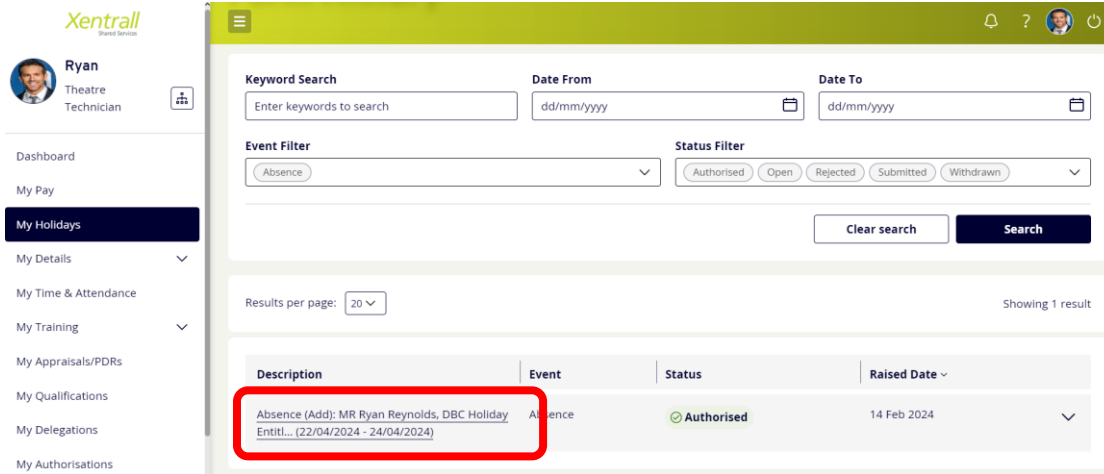 Xentrall
Shared Services
?
Ryan
Theatre
Technician
Dashboard
My Pay
My Holidays
My Details
My Time & Attendance
My Training
My Appraisals/PDRs
My Qualifications
My Delegations
My Authorisations
Keyword Search
Enter keywords to search
Date From
dd/mm/yyyy
Date To
dd/mm/yyyy
Event Filter
Absence
Status Filter
Authorised Open Rejected Submitted Withdrawn
Clear search
Search
Results per page: 20
Showing 1 result
Description Event Status Raised Date
Absence (Add): MR Ryan Reynolds, DBC Holiday
Entitl... (22/04/2024 - 24/04/2024)
Absence
Authorised
14 Feb 2024